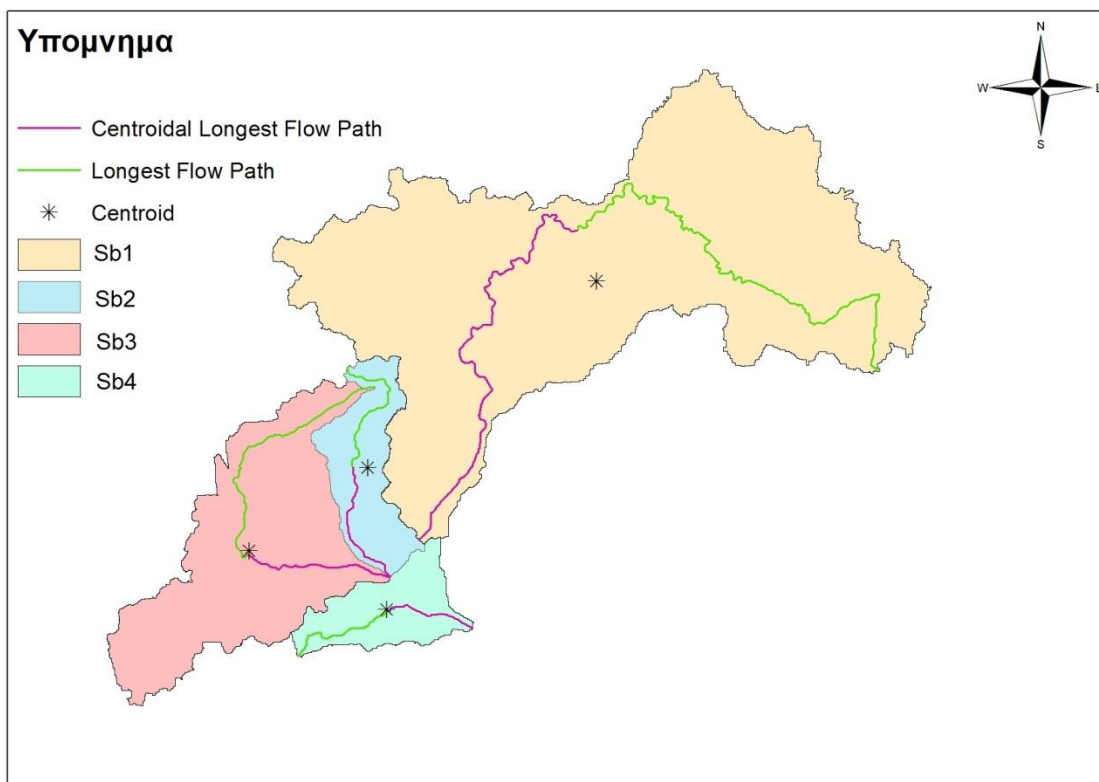 Υπομνημα
N
W E
S
Centroidal Longest Flow Path
Longest Flow Path
Centroid
Sb1
Sb2
Sb3
Sb4